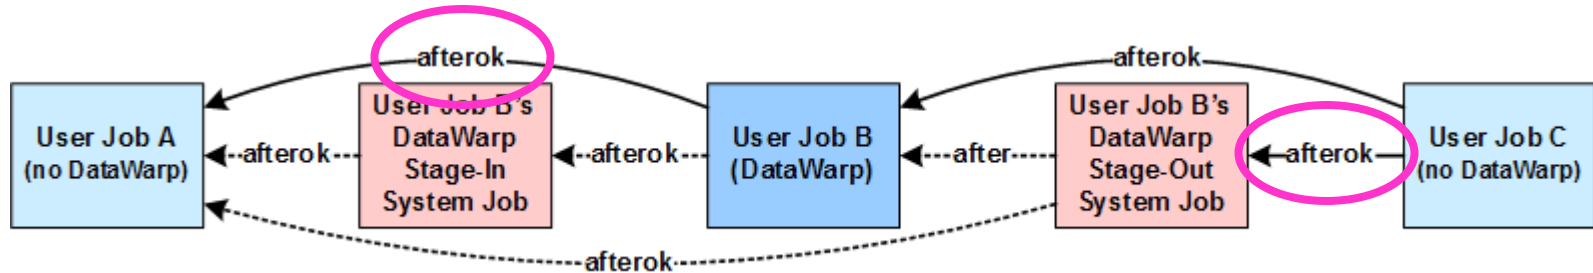 afterok
afterok
User Job A
(no DataWarp)
afterok
User Job B's
DataWarp
Stage-In
System Job
afterok
User Job B
(DataWarp)
after
User Job B's
DataWarp
Stage-Out
System Job
afterok
User Job C
(no DataWarp)
afterok